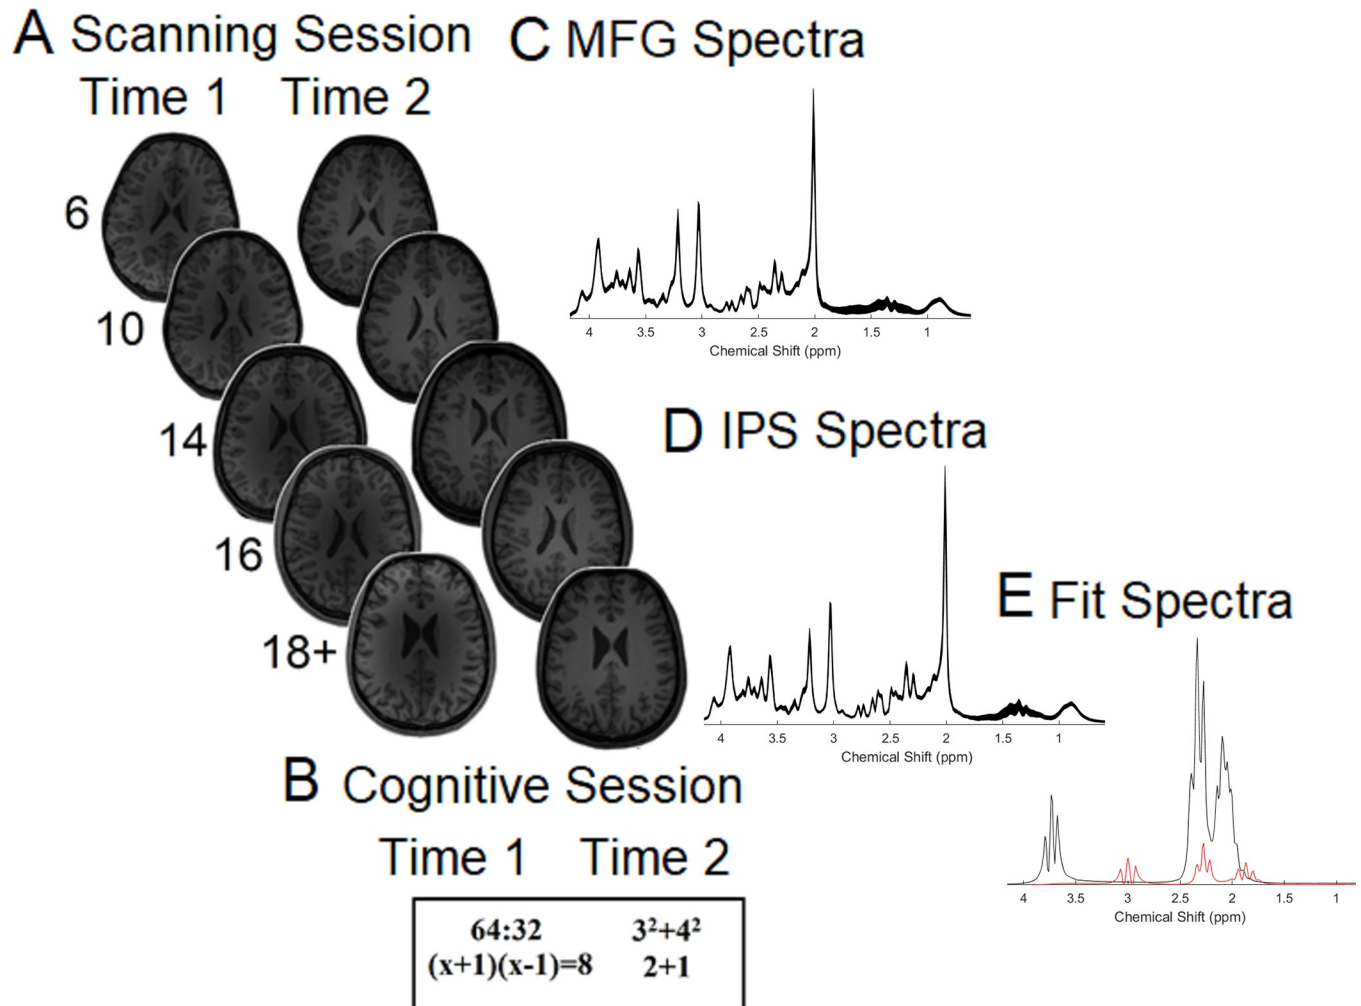 A Scanning Session
Time 1 Time 2
6
10
14
16
18+
B Cognitive Session
Time 1 Time 2
64:32 3²+4²
(x+1)(x-1)=8 2+1
C MFG Spectra
4 3.5 3 2.5 2 1.5 1
Chemical Shift (ppm)
D IPS Spectra
4 3.5 3 2.5 2 1.5 1
Chemical Shift (ppm)
E Fit Spectra
4 3.5 3 2.5 2 1.5 1
Chemical Shift (ppm)